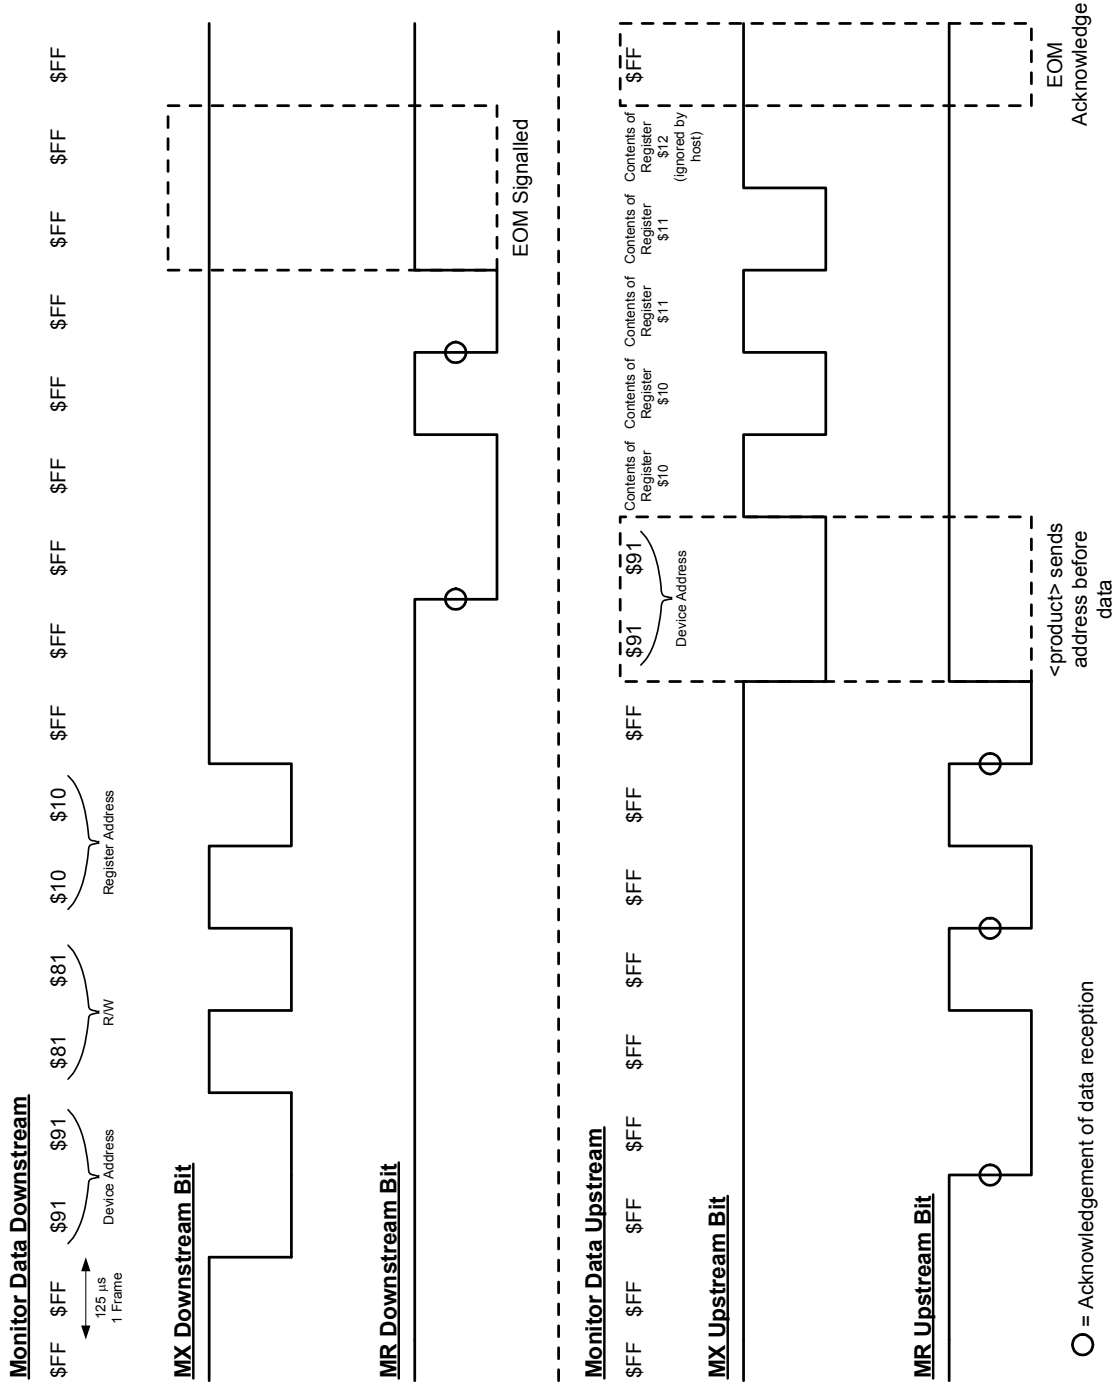 Monitor Data Downstream
$FF $FF $91 $91 $81 $81 $10 $10 $FF $FF $FF $FF $FF $FF $FF $FF $FF
125 µs
1 Frame
Device Address
R/W
Register Address
MX Downstream Bit
MR Downstream Bit
EOM Signalled
Monitor Data Upstream
$FF $FF $FF $FF $FF $FF $FF $FF $FF $91 $91
Device Address
Contents of
Register
$10
Contents of
Register
$10
Contents of
Register
$11
Contents of
Register
$11
Contents of
Register
$12
(ignored by
host)
$FF
MX Upstream Bit
MR Upstream Bit
<product> sends
address before
data
EOM
Acknowledge
= Acknowledgement of data reception